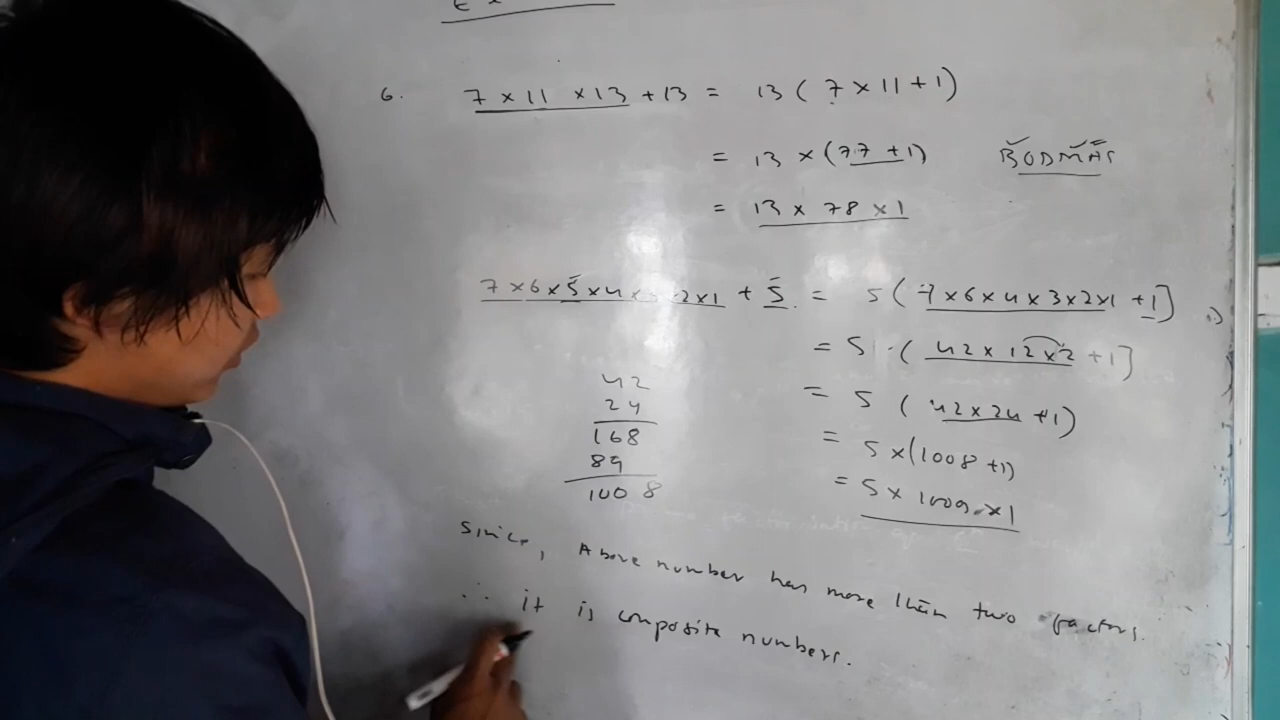 6. 7 × 11 × 13 + 13 = 13 ( 7 × 11 + 1 )
= 13 × ( 77 + 1 ) BODMAS
= 13 × 78 × 1
7 × 6 × 5 × 4 × 2 × 1 + 5 = 5 ( 7 × 6 × 4 × 3 × 2 × 1 + 1 ]
= 5 · ( 42 × 12 × 2 + 1 ]
= 5 ( 42 × 24 + 1 )
= 5 × ( 1008 + 1 )
= 5 × 1009 × 1
42
24
168
84
1008
Since, Above number has more than two factors.
∴ it is composite numbers.